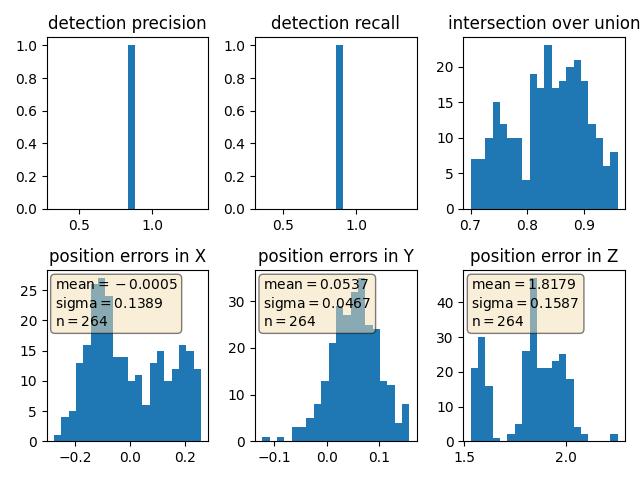 detection precision
1.0
0.8
0.6
0.4
0.2
0.0
0.5 1.0
detection recall
1.0
0.8
0.6
0.4
0.2
0.0
0.5 1.0
intersection over union
20
15
10
5
0
0.7 0.8 0.9
position errors in X
mean = −0.0005
sigma = 0.1389
n = 264
25
20
15
10
5
0
−0.2 0.0 0.2
position errors in Y
mean = 0.0537
sigma = 0.0467
n = 264
30
20
10
0
−0.1 0.0 0.1
position error in Z
mean = 1.8179
sigma = 0.1587
n = 264
40
30
20
10
0
1.5 2.0